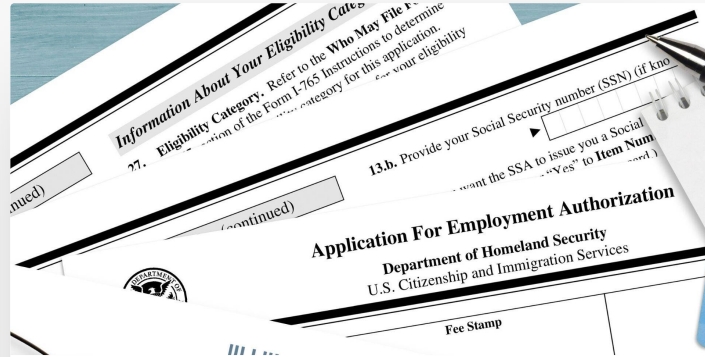 Information About Your Eligibility Categ
27. Eligibility Category. Refer to the Who May File F
of the Form I-765 Instructions to determine
category for this application.
for your eligibility
nued)
13.b. Provide your Social Security number (SSN) (if kno
want the SSA to issue you a Social
"Yes" to Item Num
ard.)
(continued)
Application For Employment Authorization
Department of Homeland Security
U.S. Citizenship and Immigration Services
DEPARTMENT OF
Fee Stamp